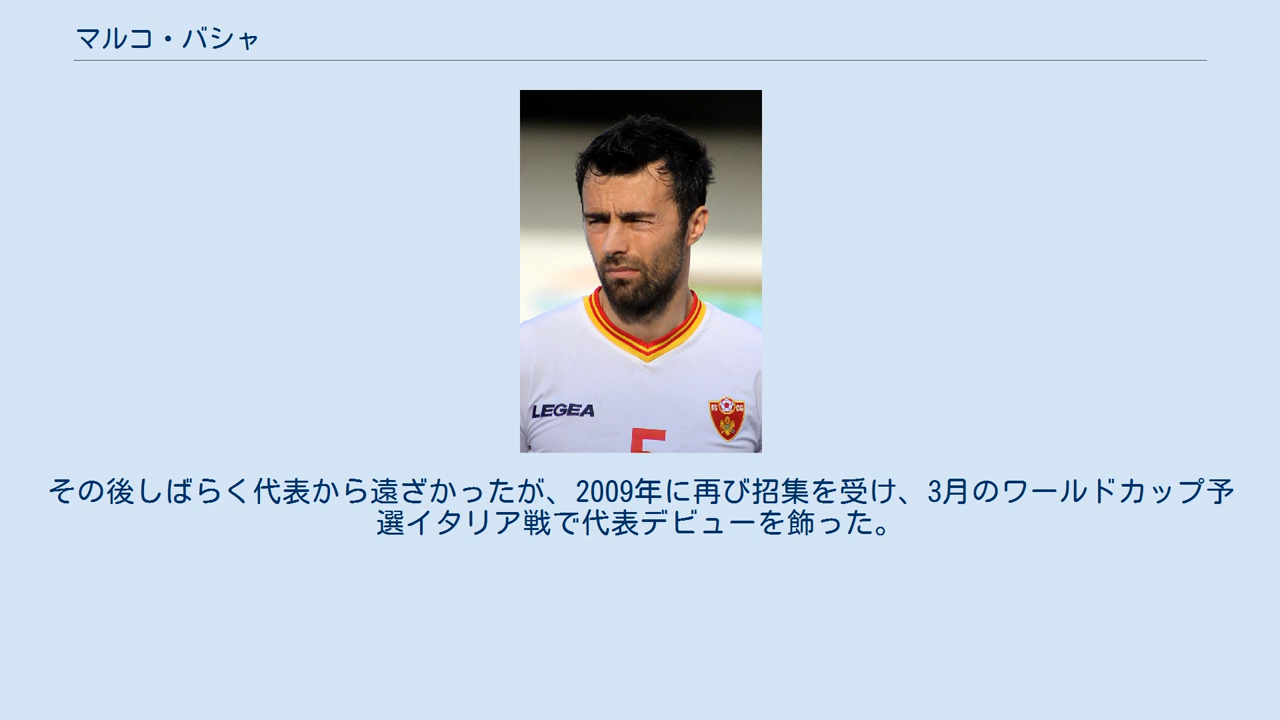 マルコ・バシャ
LEGEA
FS CG
5
その後しばらく代表から遠ざかったが、2009年に再び招集を受け、3月のワールドカップ予
選イタリア戦で代表デビューを飾った。